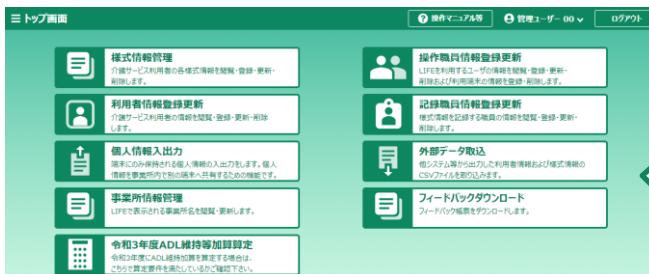 トップ画面
操作マニュアル等
管理ユーザー 00
ログアウト
様式情報管理
介護サービス利用者の各様式情報を閲覧・登録・更新・
削除します。
操作職員情報登録更新
LIFEを利用するユーザの情報を閲覧・登録・更新・
削除および利用端末の情報を登録・削除します。
利用者情報登録更新
介護サービス利用者の情報を閲覧・登録・更新・削除
します。
記録職員情報登録更新
様式情報を記録する職員の情報を閲覧・登録・更新・
削除します。
個人情報入出力
端末にのみ保持される個人情報の入出力をします。個人
情報を事業所内で別の端末へ共有するための機能です。
外部データ取込
他システム等から出力した利用者情報および様式情報の
CSVファイルを取り込みます。
事業所情報管理
LIFEで表示される事業所名を閲覧・更新します。
フィードバックダウンロード
フィードバック帳票をダウンロードします。
令和3年度ADL維持等加算算定
令和3年度にADL維持加算を算定する場合は、
こちらで算定要件を満たしているかご確認下さい。